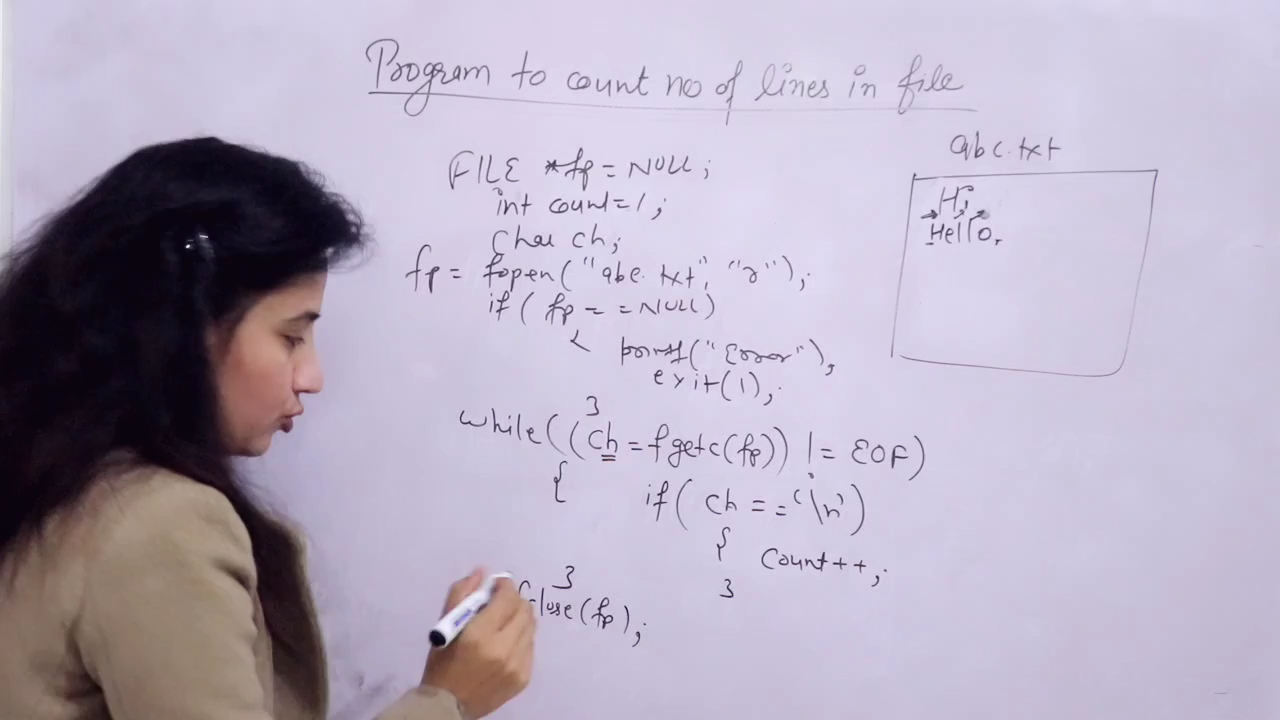 Program to count no of lines in file
FILE *fp = NULL;
int count=1;
Char ch;
fp = fopen("abc.txt", "r");
if( fp = = NULL)
{ printf("Error");
exit(1);
}
while((ch = fgetc(fp)) != EOF)
{ if( ch = = '\n')
{ Count++;
}
}
fclose(fp);
abc.txt
Hi
Hello.